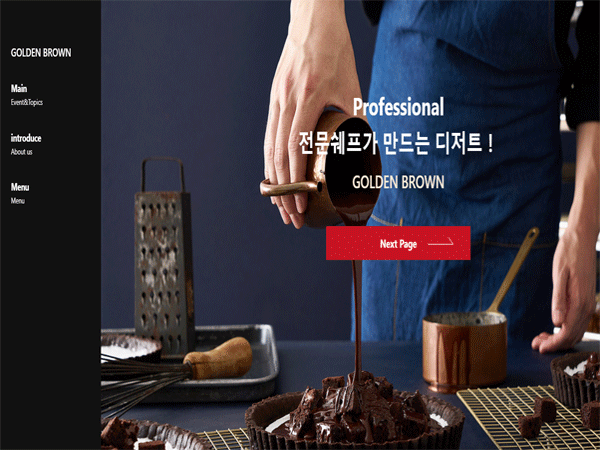 GOLDEN BROWN
Main
Event&Topics
introduce
About us
Menu
Menu
Professional
전문쉐프가 만드는 디저트 !
GOLDEN BROWN
Next Page